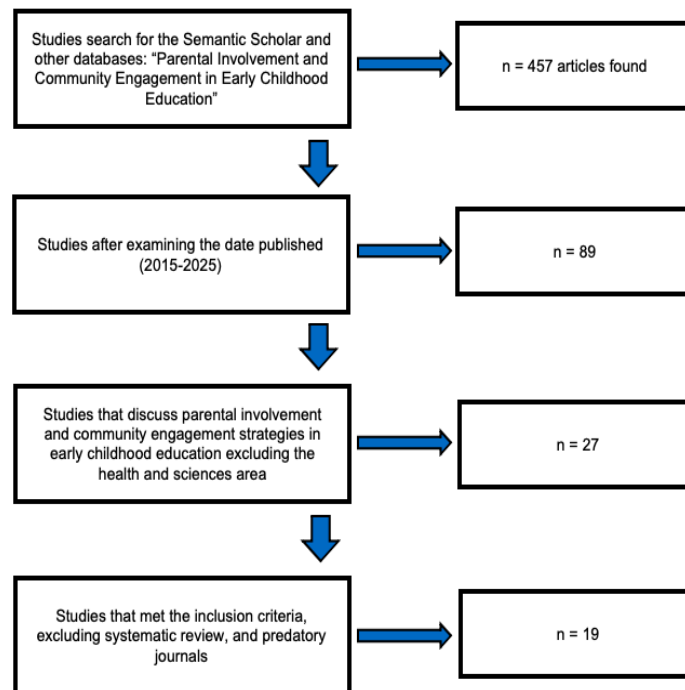 Studies search for the Semantic Scholar and
other databases: “Parental Involvement and
Community Engagement in Early Childhood
Education”
n = 457 articles found
Studies after examining the date published
(2015-2025)
n = 89
Studies that discuss parental involvement
and community engagement strategies in
early childhood education excluding the
health and sciences area
n = 27
Studies that met the inclusion criteria,
excluding systematic review, and predatory
journals
n = 19